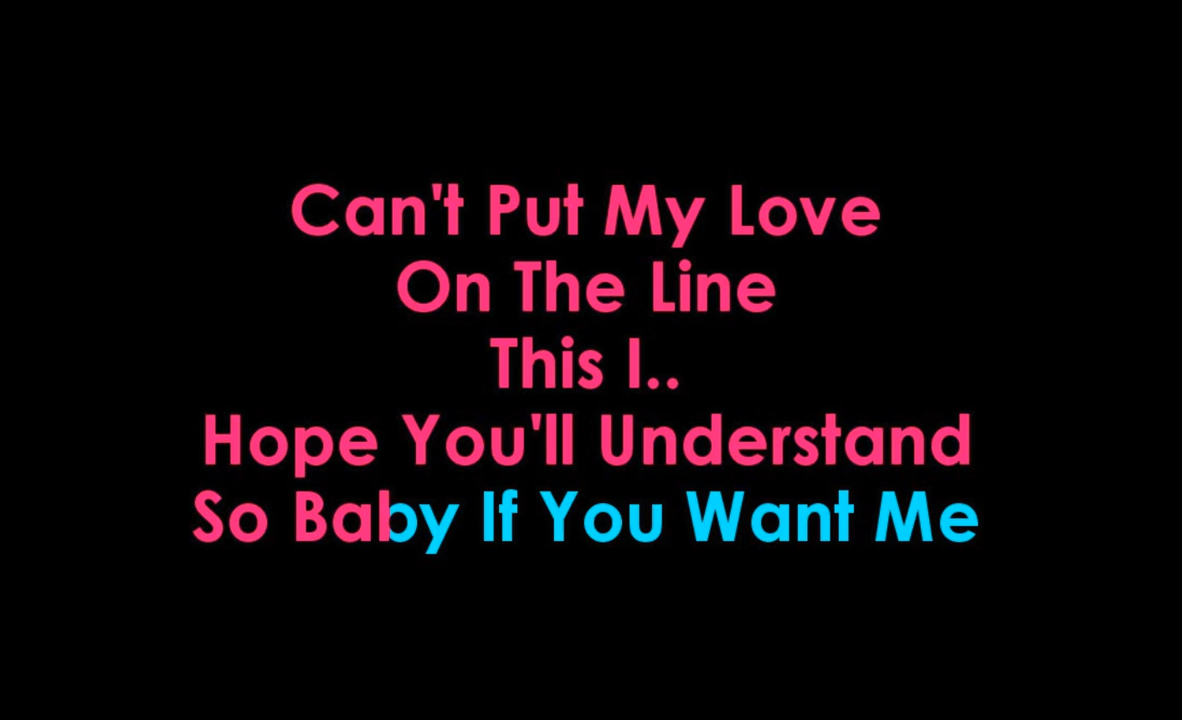 Can't Put My Love
On The Line
This I..
Hope You'll Understand
So Baby If You Want Me